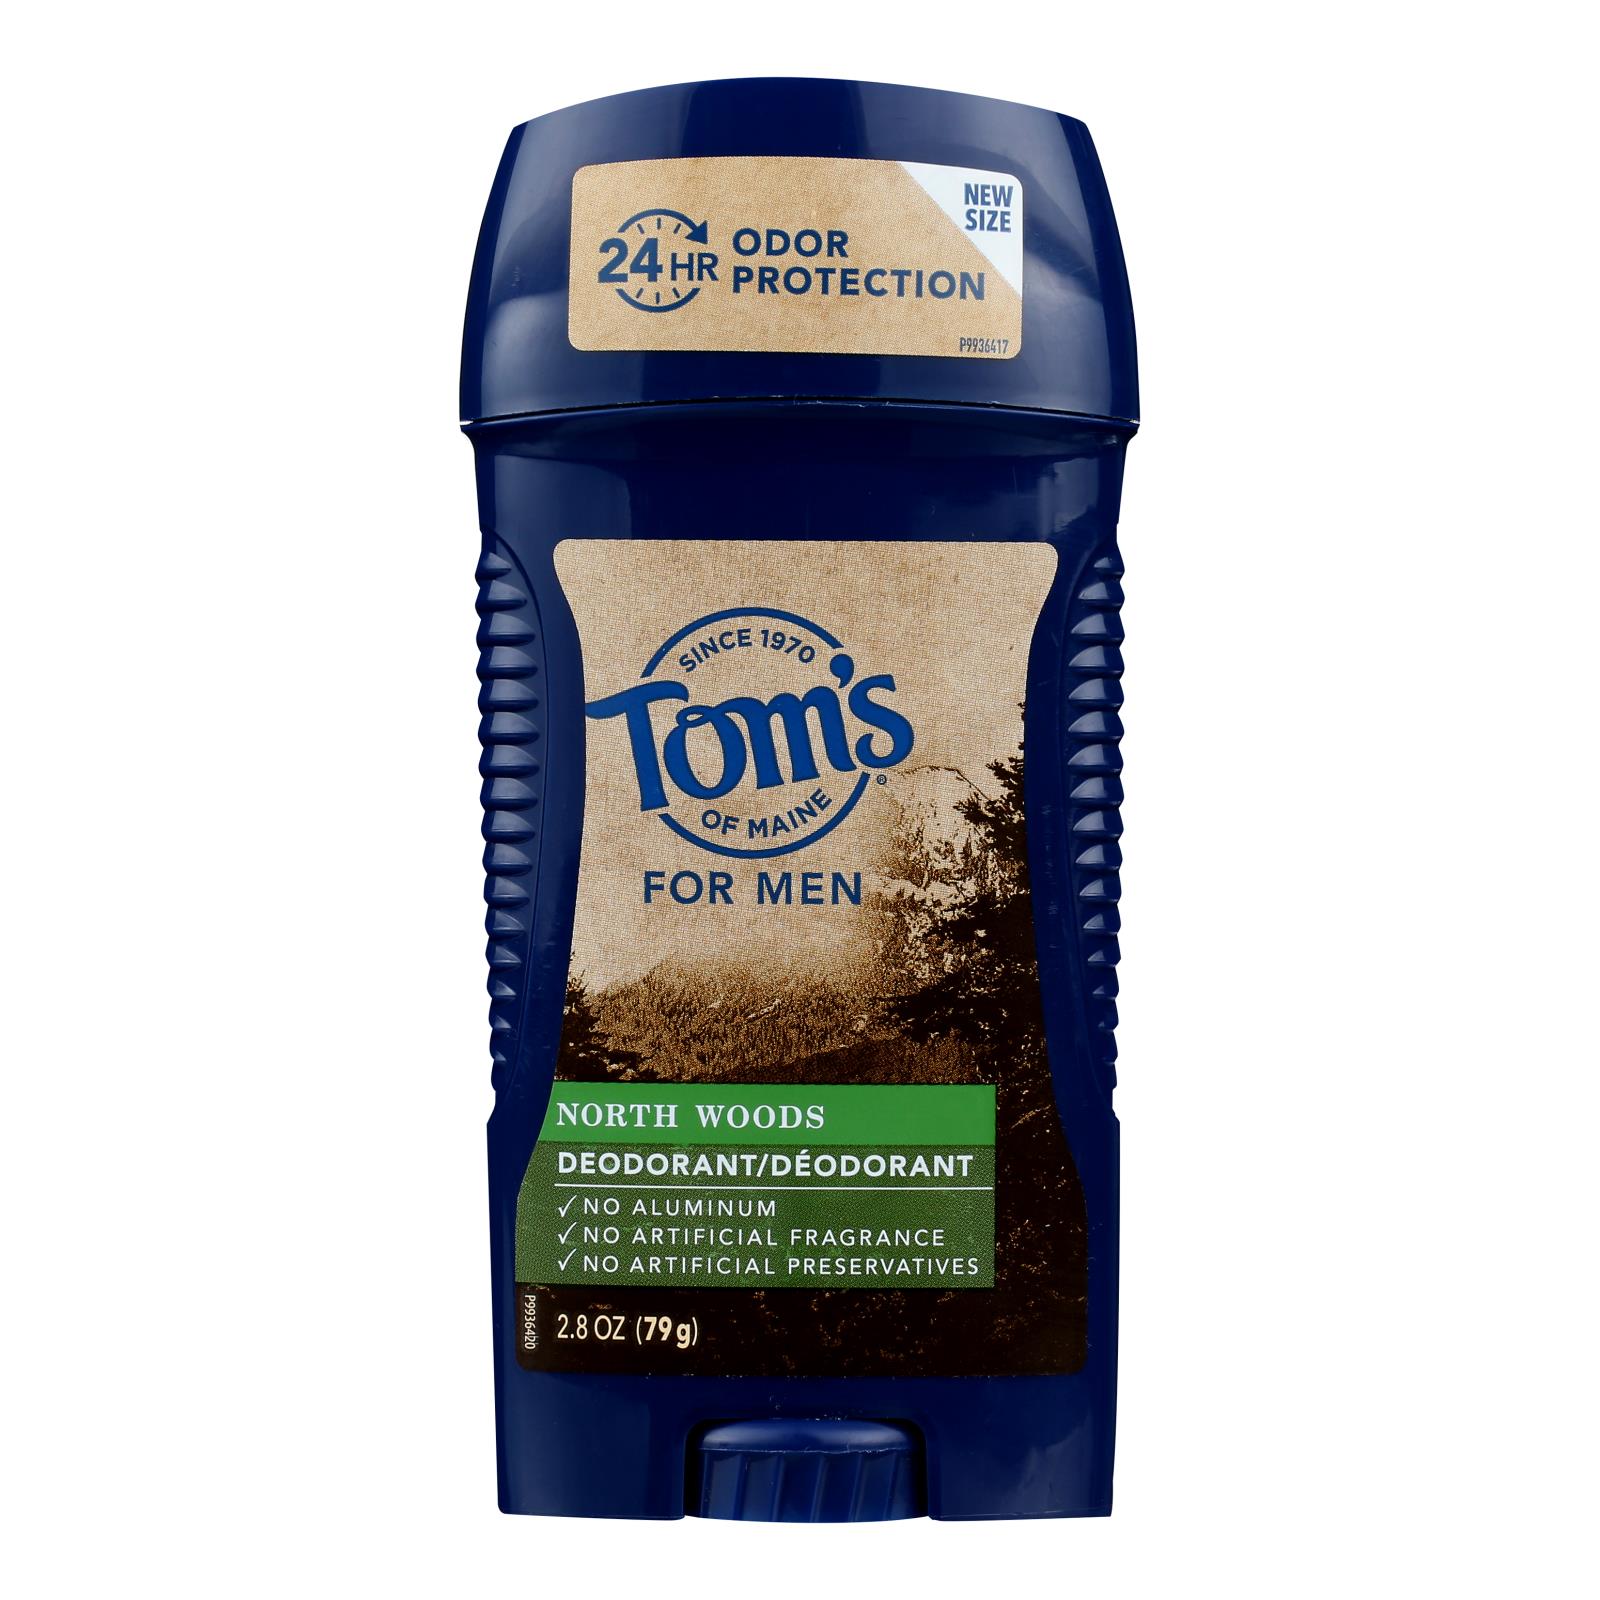 NEW
SIZE
24HR
ODOR
PROTECTION
P9936417
SINCE 1970
Tom's
®
OF MAINE
FOR MEN
NORTH WOODS
DEODORANT/DÉODORANT
✓ NO ALUMINUM
✓ NO ARTIFICIAL FRAGRANCE
✓ NO ARTIFICIAL PRESERVATIVES
P9936420
2.8 OZ (79 g)